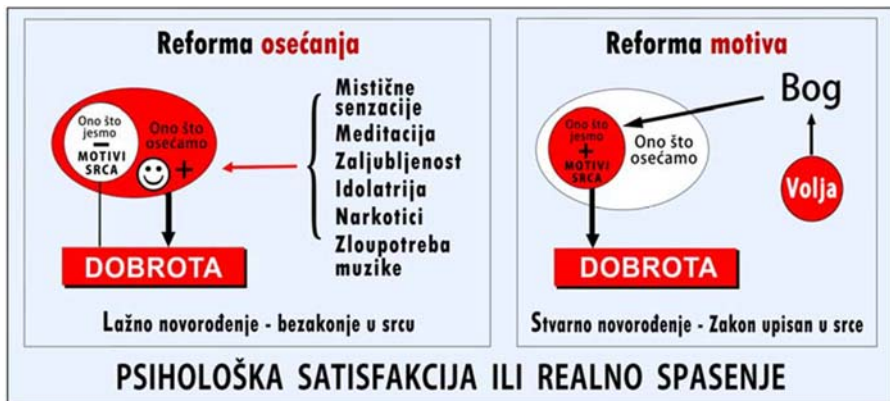 Reforma osećanja
Ono što
jesmo
MOTIVI
SRCA
Ono što
osećamo
+
DOBROTA
Mistične
senzacije
Meditacija
Zaljubljenost
Idolatrija
Narkotici
Zloupotreba
muzike
Lažno novorođenje - bezakonje u srcu
Reforma motiva
Ono što
jesmo
+
MOTIVI
SRCA
Ono što
osećamo
Bog
Volja
DOBROTA
Stvarno novorođenje - Zakon upisan u srce
PSIHOLOŠKA SATISFAKCIJA ILI REALNO SPASENJE